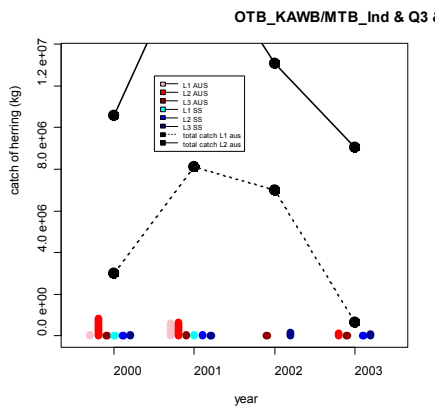 OTB_KAWB/MTB_Ind & Q3 &
catch of herring (kg)
1.2 e+07
8.0 e+06
4.0 e+06
0.0 e+00
L1 AUS
L2 AUS
L3 AUS
L1 SS
L2 SS
L3 SS
total catch L1 aus
total catch L2 aus
2000 2001 2002 2003
year